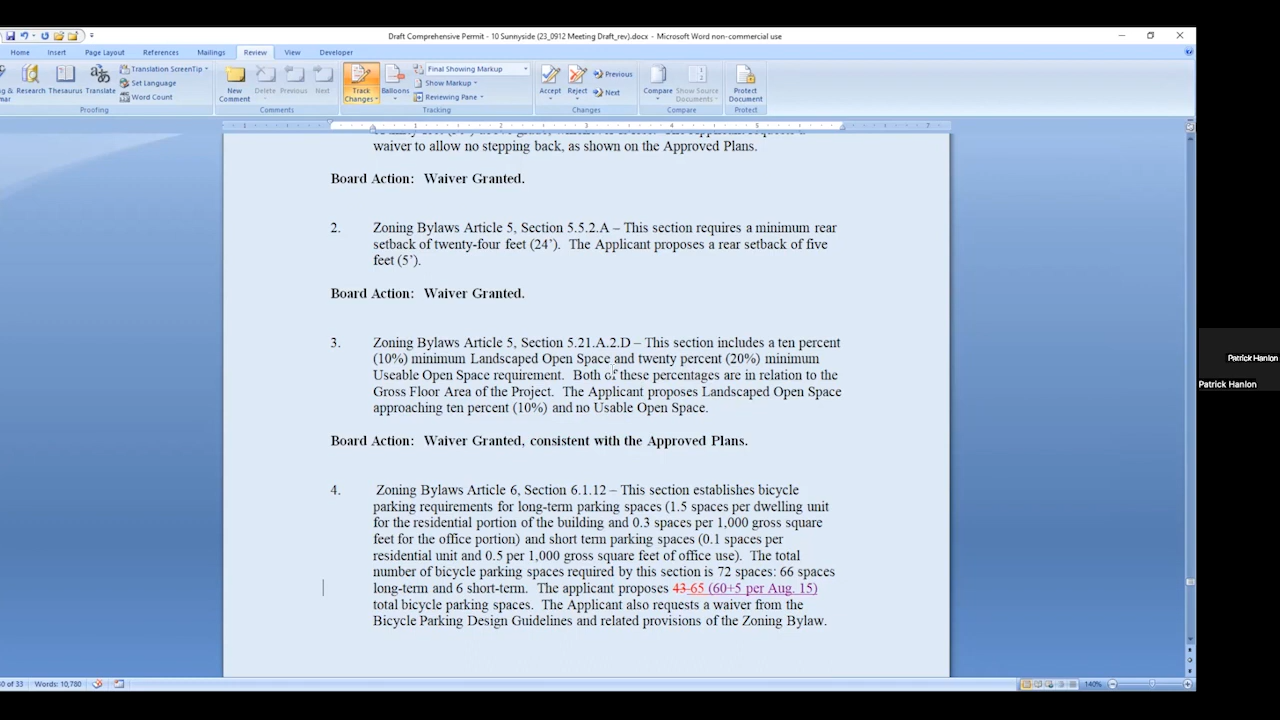 Draft Comprehensive Permit - 10 Sunnyside (23_0912 Meeting Draft_rev).docx - Microsoft Word non-commercial use
Home Insert Page Layout References Mailings Review View Developer
Research Thesaurus Translate
Translation ScreenTip
Set Language
Word Count
Proofing
New Comment Delete Previous Next
Comments
Track Changes Balloons
Final Showing Markup
Show Markup
Reviewing Pane
Tracking
Accept Reject Previous
Next
Changes
Compare Show Source Documents
Compare
Protect Document
Protect
waiver to allow no stepping back, as shown on the Approved Plans.
Board Action: Waiver Granted.
2. Zoning Bylaws Article 5, Section 5.5.2.A – This section requires a minimum rear
setback of twenty-four feet (24’). The Applicant proposes a rear setback of five
feet (5’).
Board Action: Waiver Granted.
3. Zoning Bylaws Article 5, Section 5.21.A.2.D – This section includes a ten percent
(10%) minimum Landscaped Open Space and twenty percent (20%) minimum
Useable Open Space requirement. Both of these percentages are in relation to the
Gross Floor Area of the Project. The Applicant proposes Landscaped Open Space
approaching ten percent (10%) and no Usable Open Space.
Board Action: Waiver Granted, consistent with the Approved Plans.
4. Zoning Bylaws Article 6, Section 6.1.12 – This section establishes bicycle
parking requirements for long-term parking spaces (1.5 spaces per dwelling unit
for the residential portion of the building and 0.3 spaces per 1,000 gross square
feet for the office portion) and short term parking spaces (0.1 spaces per
residential unit and 0.5 per 1,000 gross square feet of office use). The total
number of bicycle parking spaces required by this section is 72 spaces: 66 spaces
long-term and 6 short-term. The applicant proposes 43 65 (60+5 per Aug. 15)
total bicycle parking spaces. The Applicant also requests a waiver from the
Bicycle Parking Design Guidelines and related provisions of the Zoning Bylaw.
Patrick Hanlon
Patrick Hanlon
0 of 33 Words: 10,780 140%